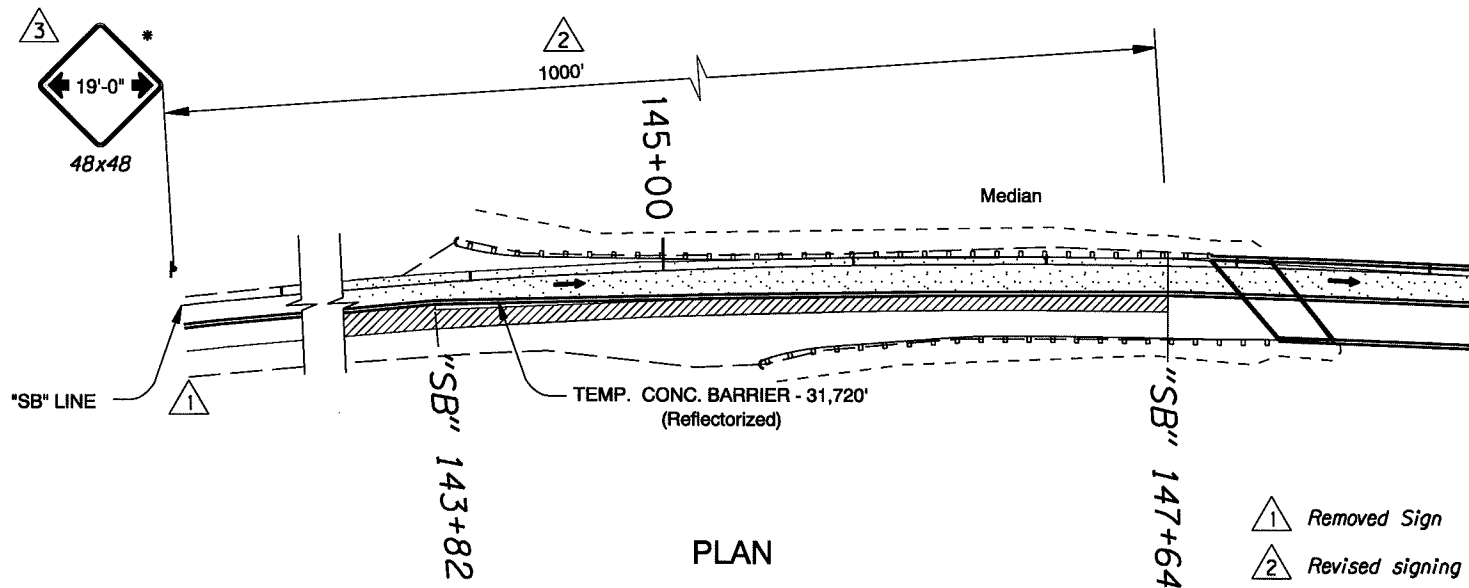 3
*
19'-0"
48x48
2
1000'
145+00
Median
"SB" LINE
1
TEMP. CONC. BARRIER - 31,720'
(Reflectorized)
"SB" 143+82
"SB" 147+64
PLAN
1 Removed Sign
2 Revised signing